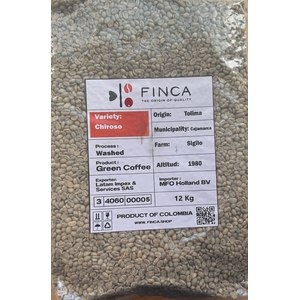 FINCA
THE ORIGIN OF QUALITY
Variety:
Chiroso
Origin: Tolima
Municipality: Cajamarca
Process:
Washed
Farm: Sigilo
Product:
Green Coffee
Altitud: 1980
Exporter:
Latam Impex &
Services SAS
Importer:
MFO Holland BV
3 4060 00005
12 Kg
PRODUCT OF COLOMBIA
WWW.FINCA.SHOP